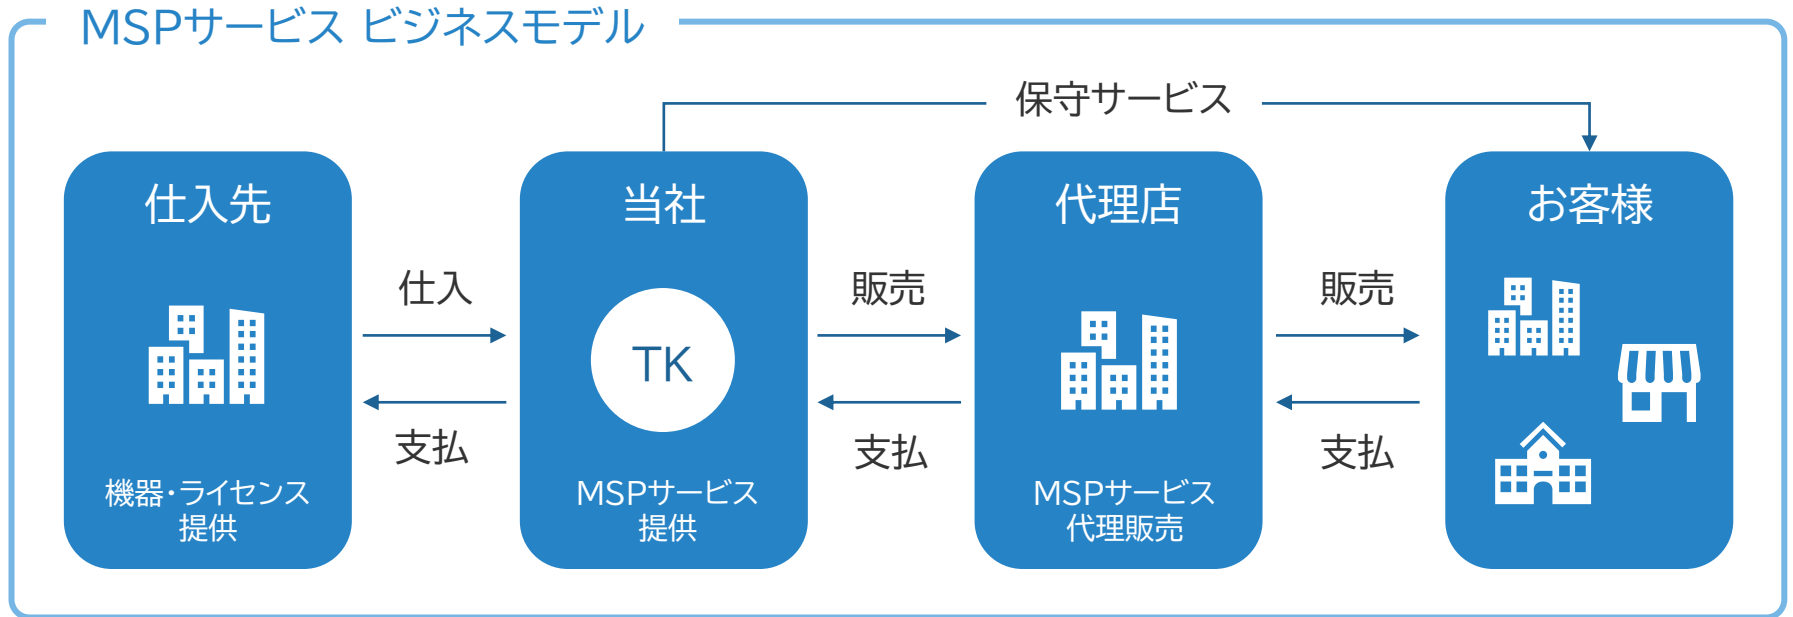 MSPサービス ビジネスモデル
保守サービス
仕入先
当社
代理店
お客様
仕入
販売
販売
TK
支払
支払
支払
機器・ライセンス
提供
MSPサービス
提供
MSPサービス
代理販売